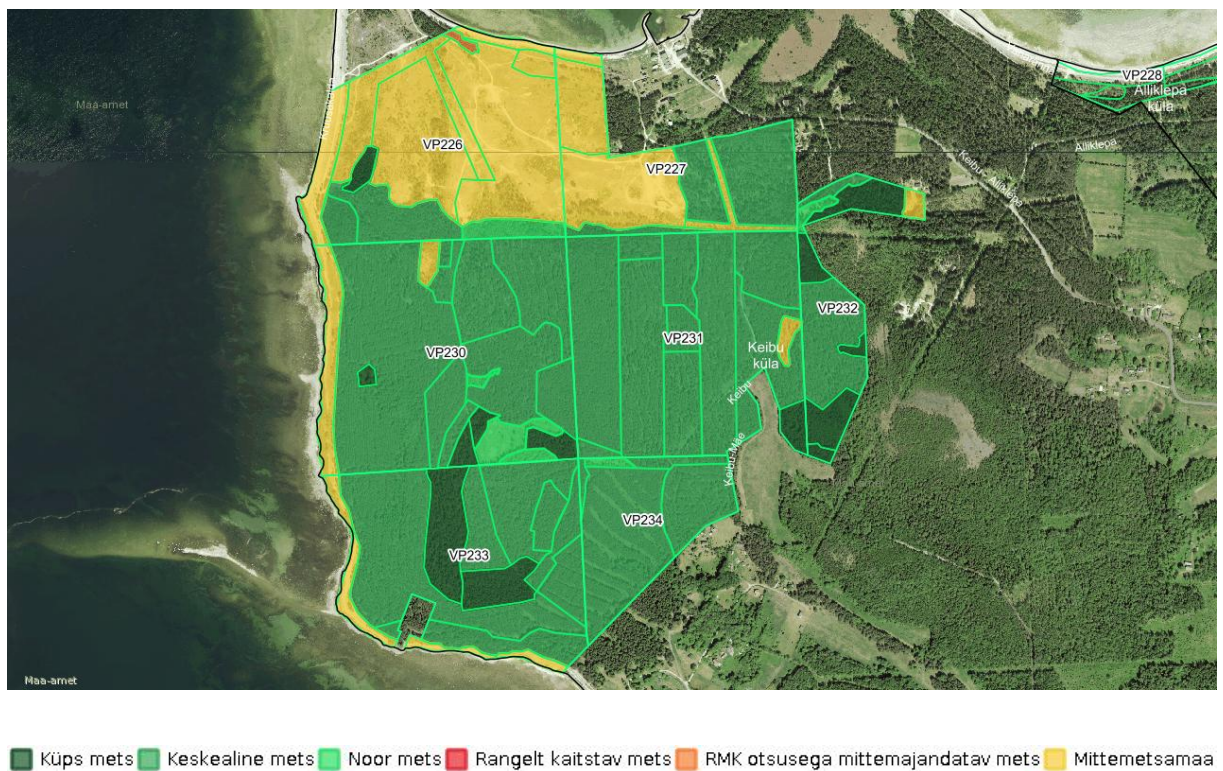 VP228
Alliklepa
küla
Maa-amet
VP226
Alliklepa
VP227
Keibu - Alliklepa
VP232
VP231
Keibu
küla
VP230
Keibu
Keibu-Mäe
VP234
VP233
Maa-amet
Küps mets Keskealine mets Noor mets Rangelt kaitstav mets RMK otsusega mittemajandatav mets Mittemetsamaa